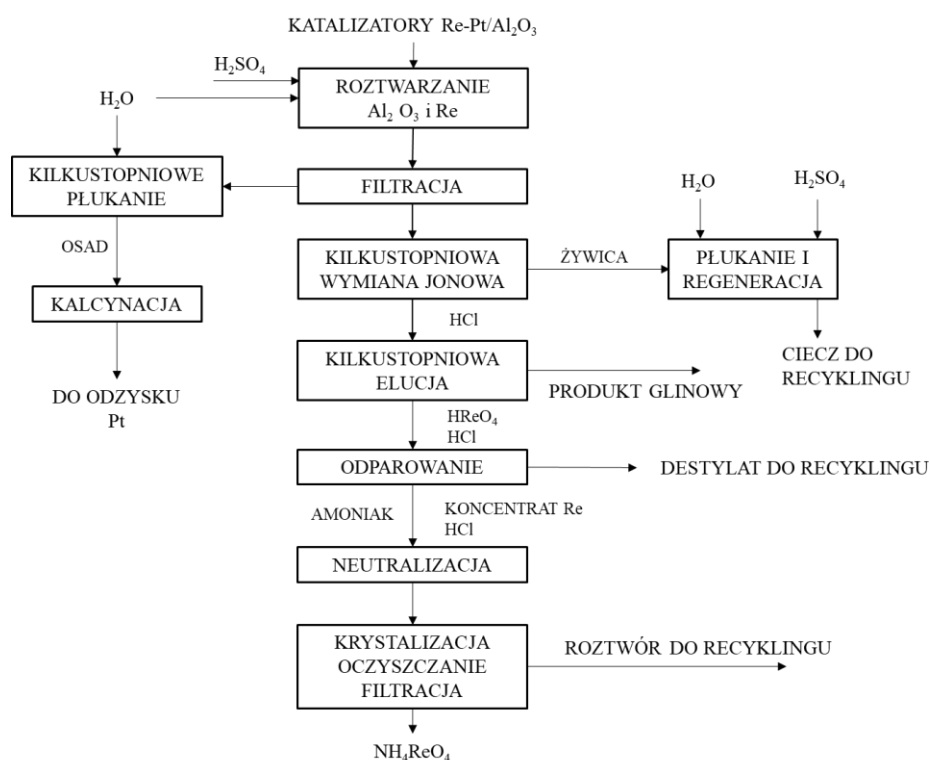 KATALIZATORY Re-Pt/Al₂O₃
H₂SO₄
H₂O
ROZTWARZANIE
Al₂ O₃ i Re
KILKUSTOPNIOWE
PŁUKANIE
FILTRACJA
H₂O
H₂SO₄
OSAD
KILKUSTOPNIOWA
WYMIANA JONOWA
ŻYWICA
PŁUKANIE I
REGENERACJA
KALCYNACJA
HCl
KILKUSTOPNIOWA
ELUCJA
CIECZ DO
RECYKLINGU
DO ODZYSKU
Pt
PRODUKT GLINOWY
HReO₄
HCl
ODPAROWANIE
DESTYLAT DO RECYKLINGU
AMONIAK
KONCENTRAT Re
HCl
NEUTRALIZACJA
KRYSTALIZACJA
OCZYSZCZANIE
FILTRACJA
ROZTWÓR DO RECYKLINGU
NH₄ReO₄